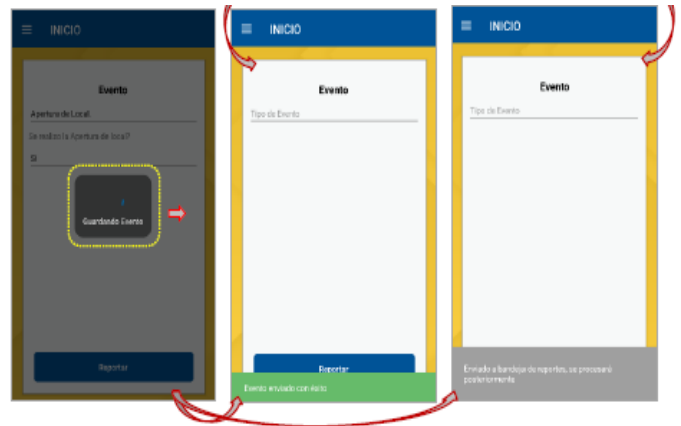 INICIO
Evento
Apertura de Local
Se realizo la Apertura de local?
Si
Guardando Evento
Reportar
INICIO
Evento
Tipo de Evento
Reportar
Evento enviado con éxito
INICIO
Evento
Tipo de Evento
Enviado a bandeja de reportes, se procesará
posteriormente